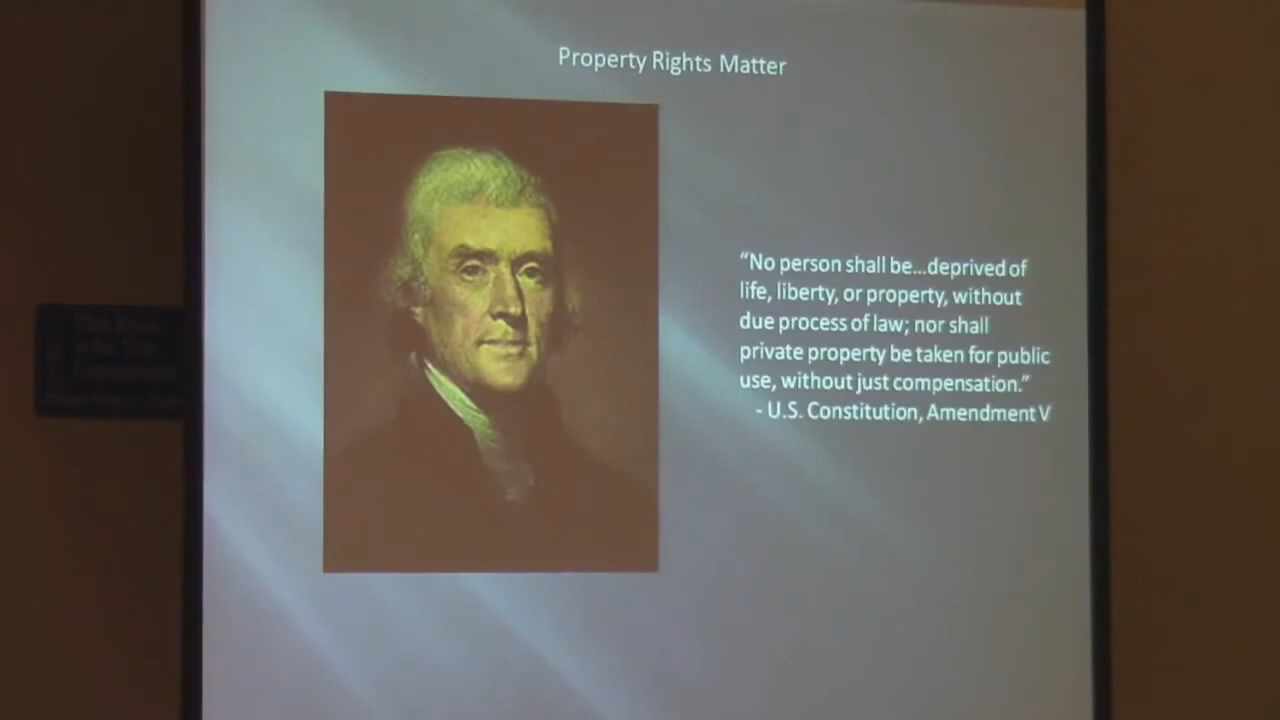 Property Rights Matter
“No person shall be...deprived of
life, liberty, or property, without
due process of law; nor shall
private property be taken for public
use, without just compensation.”
- U.S. Constitution, Amendment V